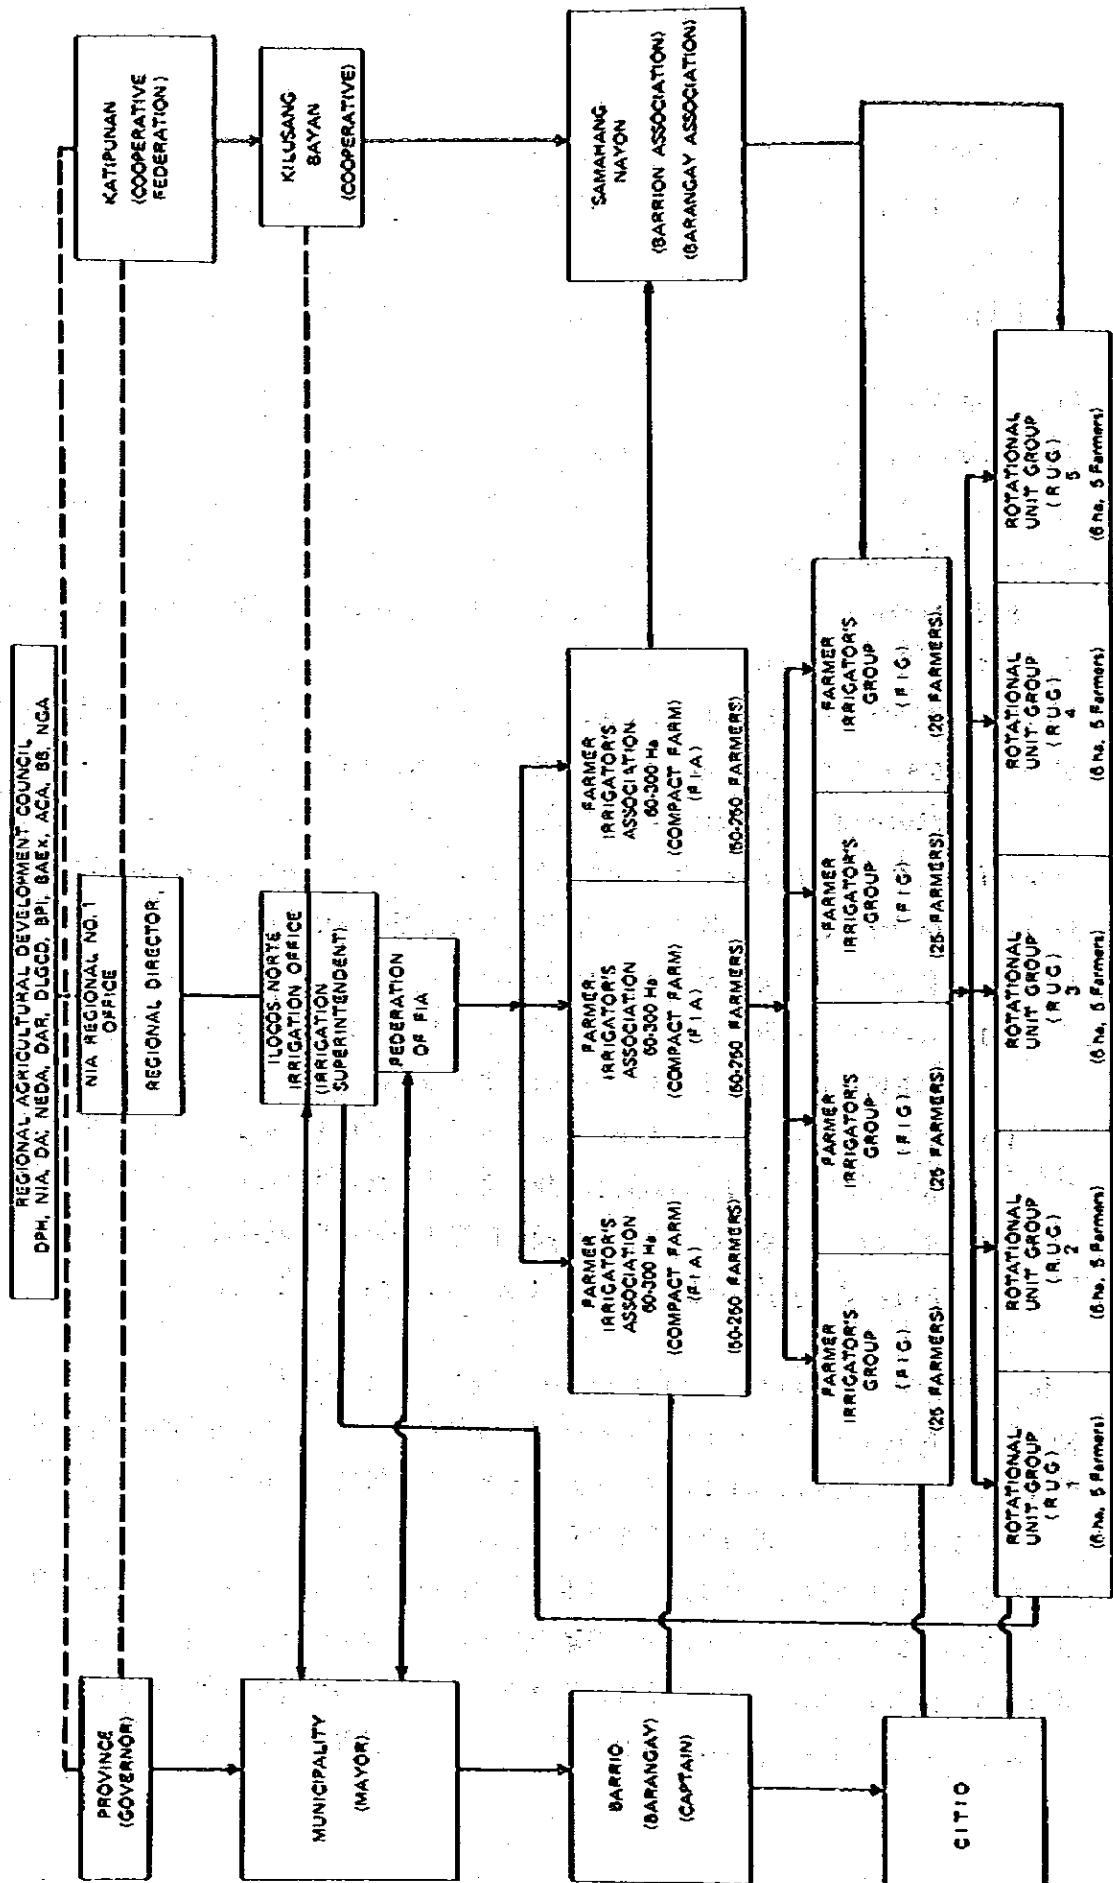 REGIONAL AGRICULTURAL DEVELOPMENT COUNCIL
DPH, NIA, DA, NEDA, DAR, DLGCD, BPI, BAEX, ACA, BB, NGA
PROVINCE
(GOVERNOR)
NIA REGIONAL NO. 1
OFFICE
REGIONAL DIRECTOR
KATIPUNAN
(COOPERATIVE
FEDERATION)
MUNICIPALITY
(MAYOR)
ILOCOS NORTE
IRRIGATION OFFICE
(IRRIGATION
SUPERINTENDENT)
KILUSANG
BAYAN
(COOPERATIVE)
FEDERATION
OF FIA
BARRIO
(BARANGAY)
(CAPTAIN)
FARMER
IRRIGATOR'S
ASSOCIATION
60-300 Ha
(COMPACT FARM)
(F I A)
(50-250 FARMERS)
FARMER
IRRIGATOR'S
ASSOCIATION
60-300 Ha
(COMPACT FARM)
(F I A)
(50-250 FARMERS)
FARMER
IRRIGATOR'S
ASSOCIATION
60-300 Ha
(COMPACT FARM)
(F I A)
(50-250 FARMERS)
SAMAHANG
NAYON
(BARRION ASSOCIATION)
(BARANGAY ASSOCIATION)
CITIO
FARMER
IRRIGATOR'S
GROUP
(F I G)
(25 FARMERS)
FARMER
IRRIGATOR'S
GROUP
(F I G)
(25 FARMERS)
FARMER
IRRIGATOR'S
GROUP
(F I G)
(25 FARMERS)
FARMER
IRRIGATOR'S
GROUP
(F I G)
(25 FARMERS)
ROTATIONAL
UNIT GROUP
(R U G)
1
(6 ha, 5 Farmers)
ROTATIONAL
UNIT GROUP
(R U G)
2
(6 ha, 5 Farmers)
ROTATIONAL
UNIT GROUP
(R U G)
3
(6 ha, 5 Farmers)
ROTATIONAL
UNIT GROUP
(R U G)
4
(6 ha, 5 Farmers)
ROTATIONAL
UNIT GROUP
(R U G)
5
(6 ha, 5 Farmers)